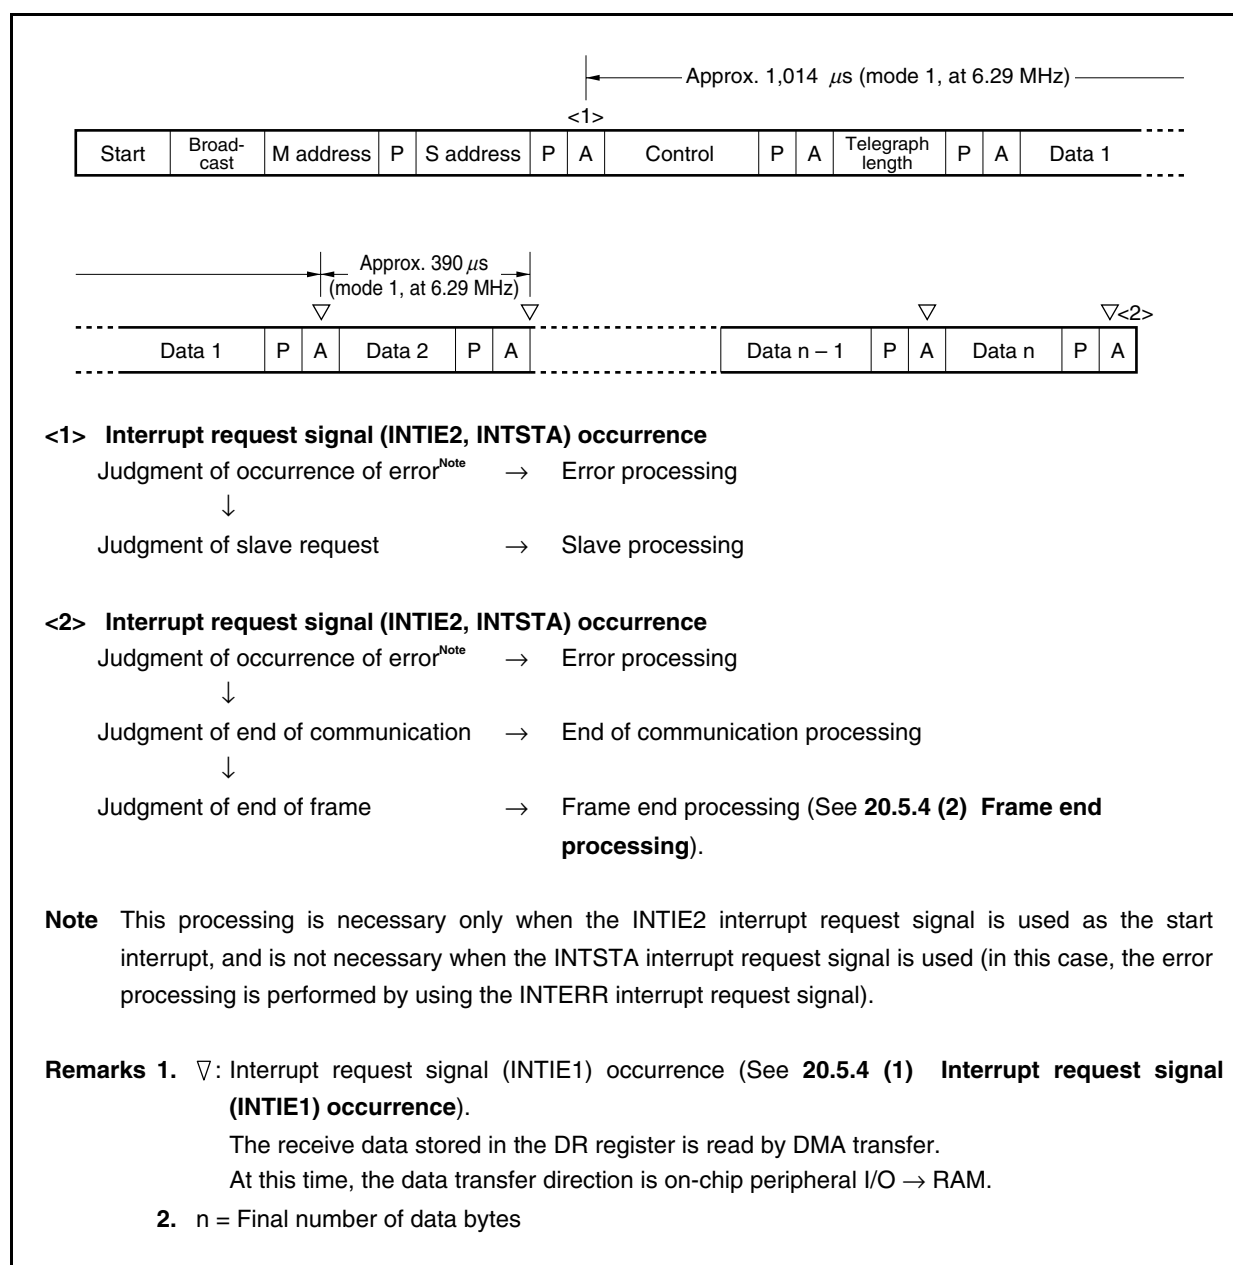 Approx. 1,014 μs (mode 1, at 6.29 MHz)
<1>
Start Broad-cast M address P S address P A Control P A Telegraph length P A Data 1
Approx. 390 μs
(mode 1, at 6.29 MHz)
▽ ▽ ▽ ▽<2>
Data 1 P A Data 2 P A Data n – 1 P A Data n P A
<1> Interrupt request signal (INTIE2, INTSTA) occurrence
Judgment of occurrence of error Note → Error processing
↓
Judgment of slave request → Slave processing
<2> Interrupt request signal (INTIE2, INTSTA) occurrence
Judgment of occurrence of error Note → Error processing
↓
Judgment of end of communication → End of communication processing
↓
Judgment of end of frame → Frame end processing (See 20.5.4 (2) Frame end
processing).
Note This processing is necessary only when the INTIE2 interrupt request signal is used as the start
interrupt, and is not necessary when the INTSTA interrupt request signal is used (in this case, the error
processing is performed by using the INTERR interrupt request signal).
Remarks 1. ▽: Interrupt request signal (INTIE1) occurrence (See 20.5.4 (1) Interrupt request signal
(INTIE1) occurrence).
The receive data stored in the DR register is read by DMA transfer.
At this time, the data transfer direction is on-chip peripheral I/O → RAM.
2. n = Final number of data bytes